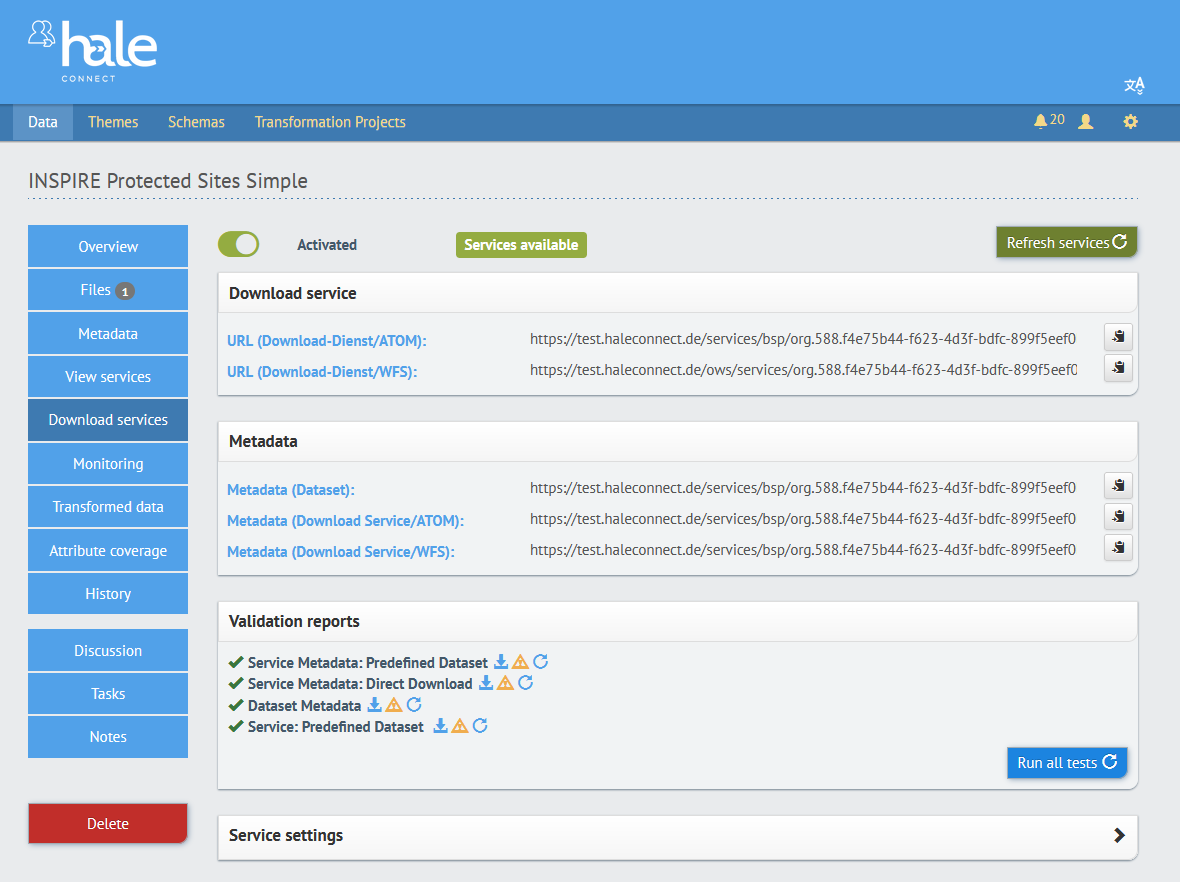 hale
CONNECT
Data Themes Schemas Transformation Projects 20
INSPIRE Protected Sites Simple
Overview
Files 1
Metadata
View services
Download services
Monitoring
Transformed data
Attribute coverage
History
Discussion
Tasks
Notes
Delete
Activated Services available Refresh services
Download service
URL (Download-Dienst/ATOM): https://test.haleconnect.de/services/bsp/org.588.f4e75b44-f623-4d3f-bdfc-899f5eef0
URL (Download-Dienst/WFS): https://test.haleconnect.de/ows/services/org.588.f4e75b44-f623-4d3f-bdfc-899f5eef0
Metadata
Metadata (Dataset): https://test.haleconnect.de/services/bsp/org.588.f4e75b44-f623-4d3f-bdfc-899f5eef0
Metadata (Download Service/ATOM): https://test.haleconnect.de/services/bsp/org.588.f4e75b44-f623-4d3f-bdfc-899f5eef0
Metadata (Download Service/WFS): https://test.haleconnect.de/services/bsp/org.588.f4e75b44-f623-4d3f-bdfc-899f5eef0
Validation reports
Service Metadata: Predefined Dataset
Service Metadata: Direct Download
Dataset Metadata
Service: Predefined Dataset
Run all tests
Service settings